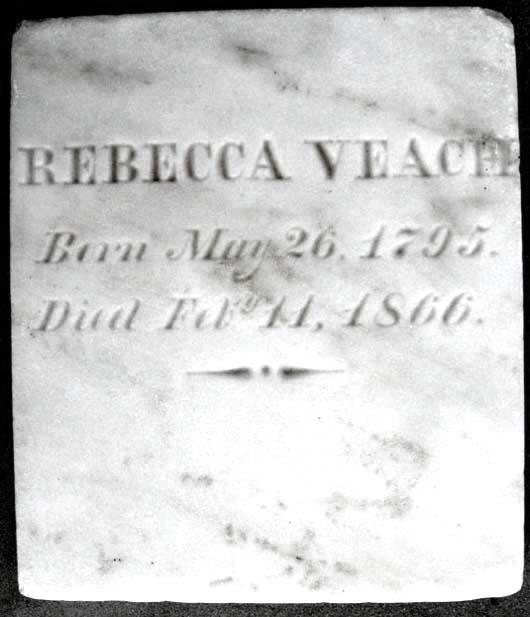 REBECCA VEACH
Born May 26, 1795.
Died Feby 11, 1866.